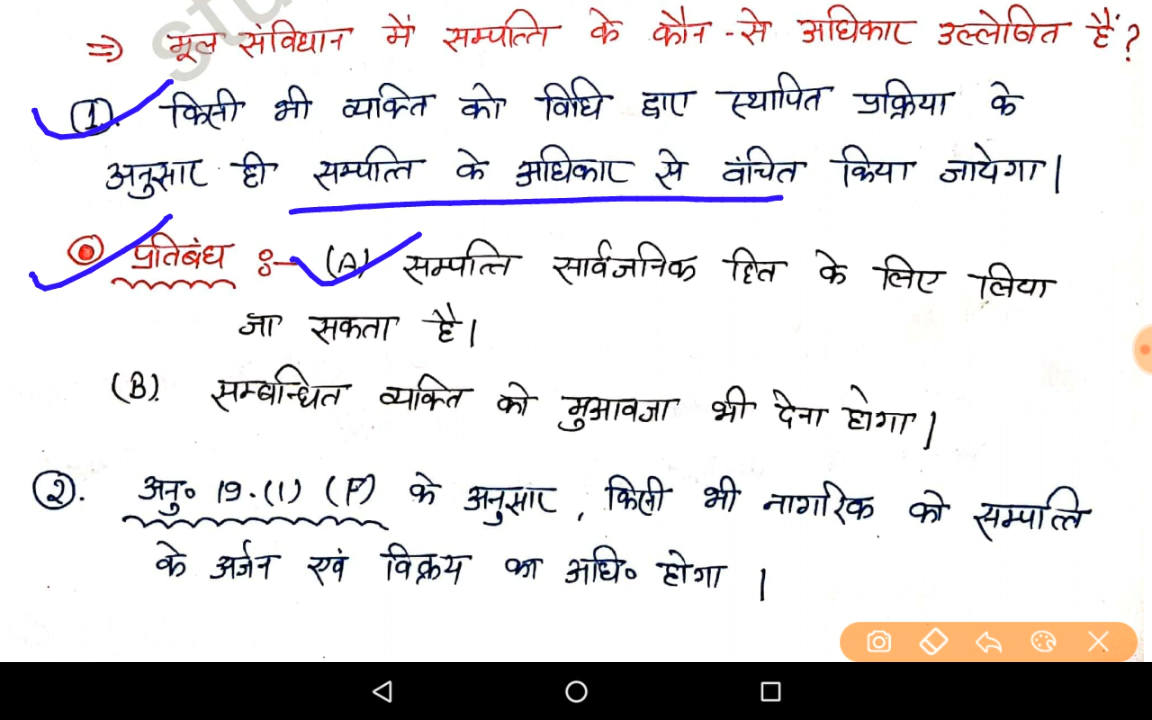 stu
⇒ मूल संविधान में सम्पत्ति के कौन-से अधिकार उल्लेखित हैं?
(1). किसी भी व्यक्ति को विधि द्वारा स्थापित प्रक्रिया के
अनुसार ही सम्पत्ति के अधिकार से वंचित किया जायेगा।
प्रतिबंध :- (A) सम्पत्ति सार्वजनिक हित के लिए लिया
जा सकता है।
(B). सम्बन्धित व्यक्ति को मुआवजा भी देना होगा।
②. अनु० 19.(1) (F) के अनुसार, किसी भी नागरिक को सम्पत्ति
के अर्जन एवं विक्रय का अधि० होगा ।